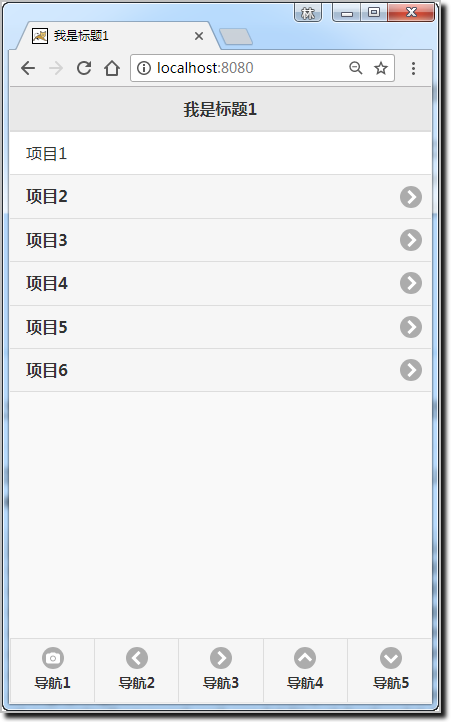 林
我是标题1
localhost:8080
我是标题1
项目1
项目2
项目3
项目4
项目5
项目6
导航1 导航2 导航3 导航4 导航5